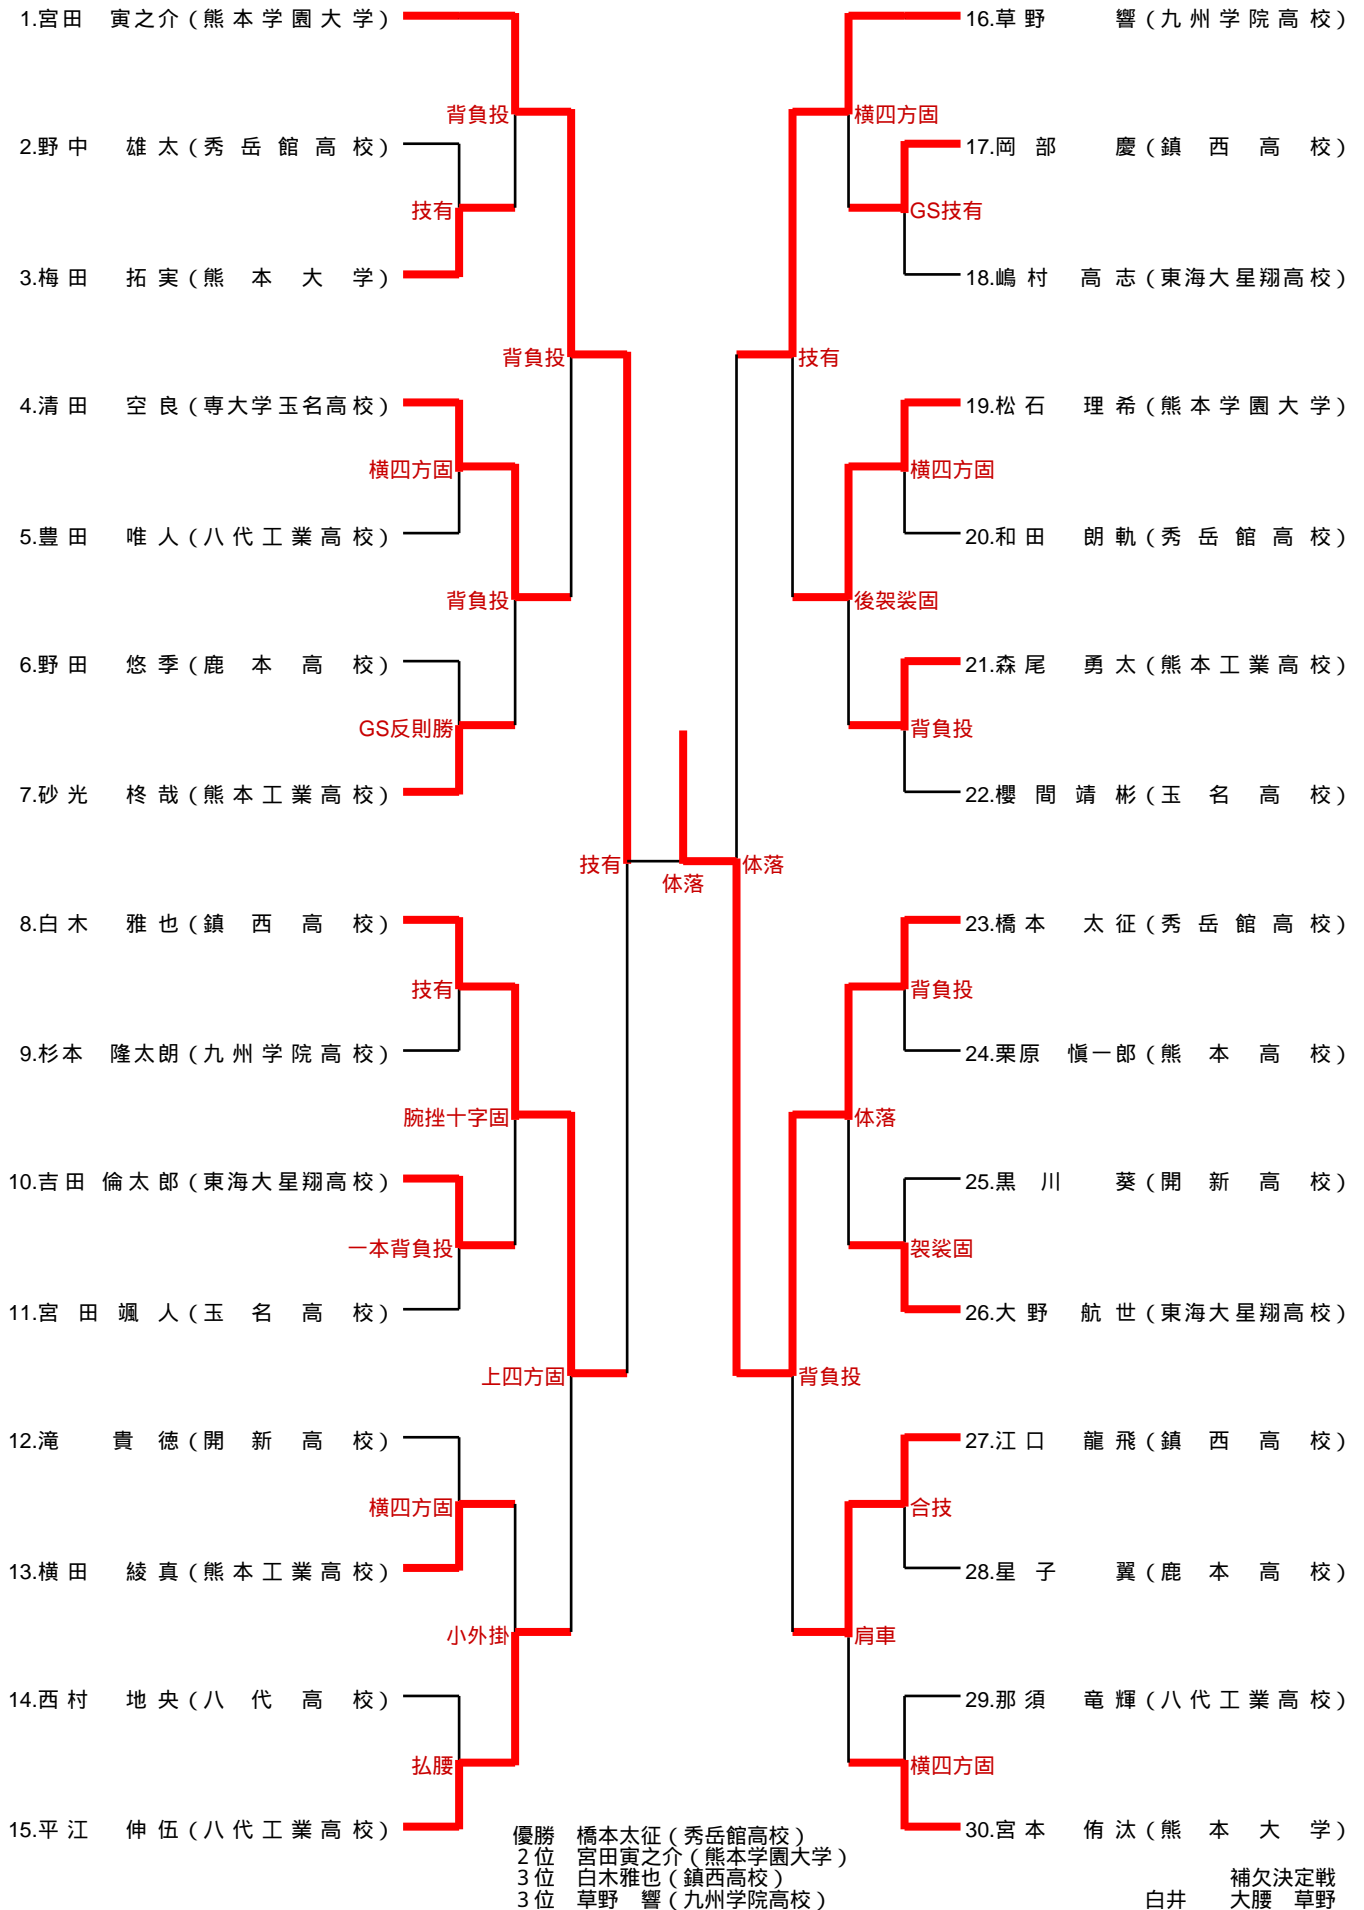 1.宮田　寅之介(熊本学園大学)
背負投
2.野中　雄太(秀岳館高校)
技有
3.梅田　拓実(熊本大学)
背負投
4.清田　空良(専大学玉名高校)
横四方固
5.豊田　唯人(八代工業高校)
背負投
6.野田　悠季(鹿本高校)
GS反則勝
7.砂光　柊哉(熊本工業高校)
技有
8.白木　雅也(鎮西高校)
技有
9.杉本　隆太朗(九州学院高校)
腕挫十字固
10.吉田　倫太郎(東海大星翔高校)
一本背負投
11.宮田　颯人(玉名高校)
上四方固
12.滝　貴徳(開新高校)
横四方固
13.横田　綾真(熊本工業高校)
小外掛
14.西村　地央(八代高校)
払腰
15.平江　伸伍(八代工業高校)
体落
16.草野　響(九州学院高校)
横四方固
17.岡部　慶(鎮西高校)
GS技有
18.嶋村　高志(東海大星翔高校)
技有
19.松石　理希(熊本学園大学)
横四方固
20.和田　朗軌(秀岳館高校)
後袈裟固
21.森尾　勇太(熊本工業高校)
背負投
22.櫻間靖彬(玉名高校)
体落
23.橋本　太征(秀岳館高校)
背負投
24.栗原　愼一郎(熊本高校)
体落
25.黒川　葵(開新高校)
袈裟固
26.大野　航世(東海大星翔高校)
背負投
27.江口　龍飛(鎮西高校)
合技
28.星子　翼(鹿本高校)
肩車
29.那須　竜輝(八代工業高校)
横四方固
30.宮本　侑汰(熊本大学)
優勝　橋本太征(秀岳館高校)
2位　宮田寅之介(熊本学園大学)
3位　白木雅也(鎮西高校)
3位　草野　響(九州学院高校)
補欠決定戦
白井　大腰　草野